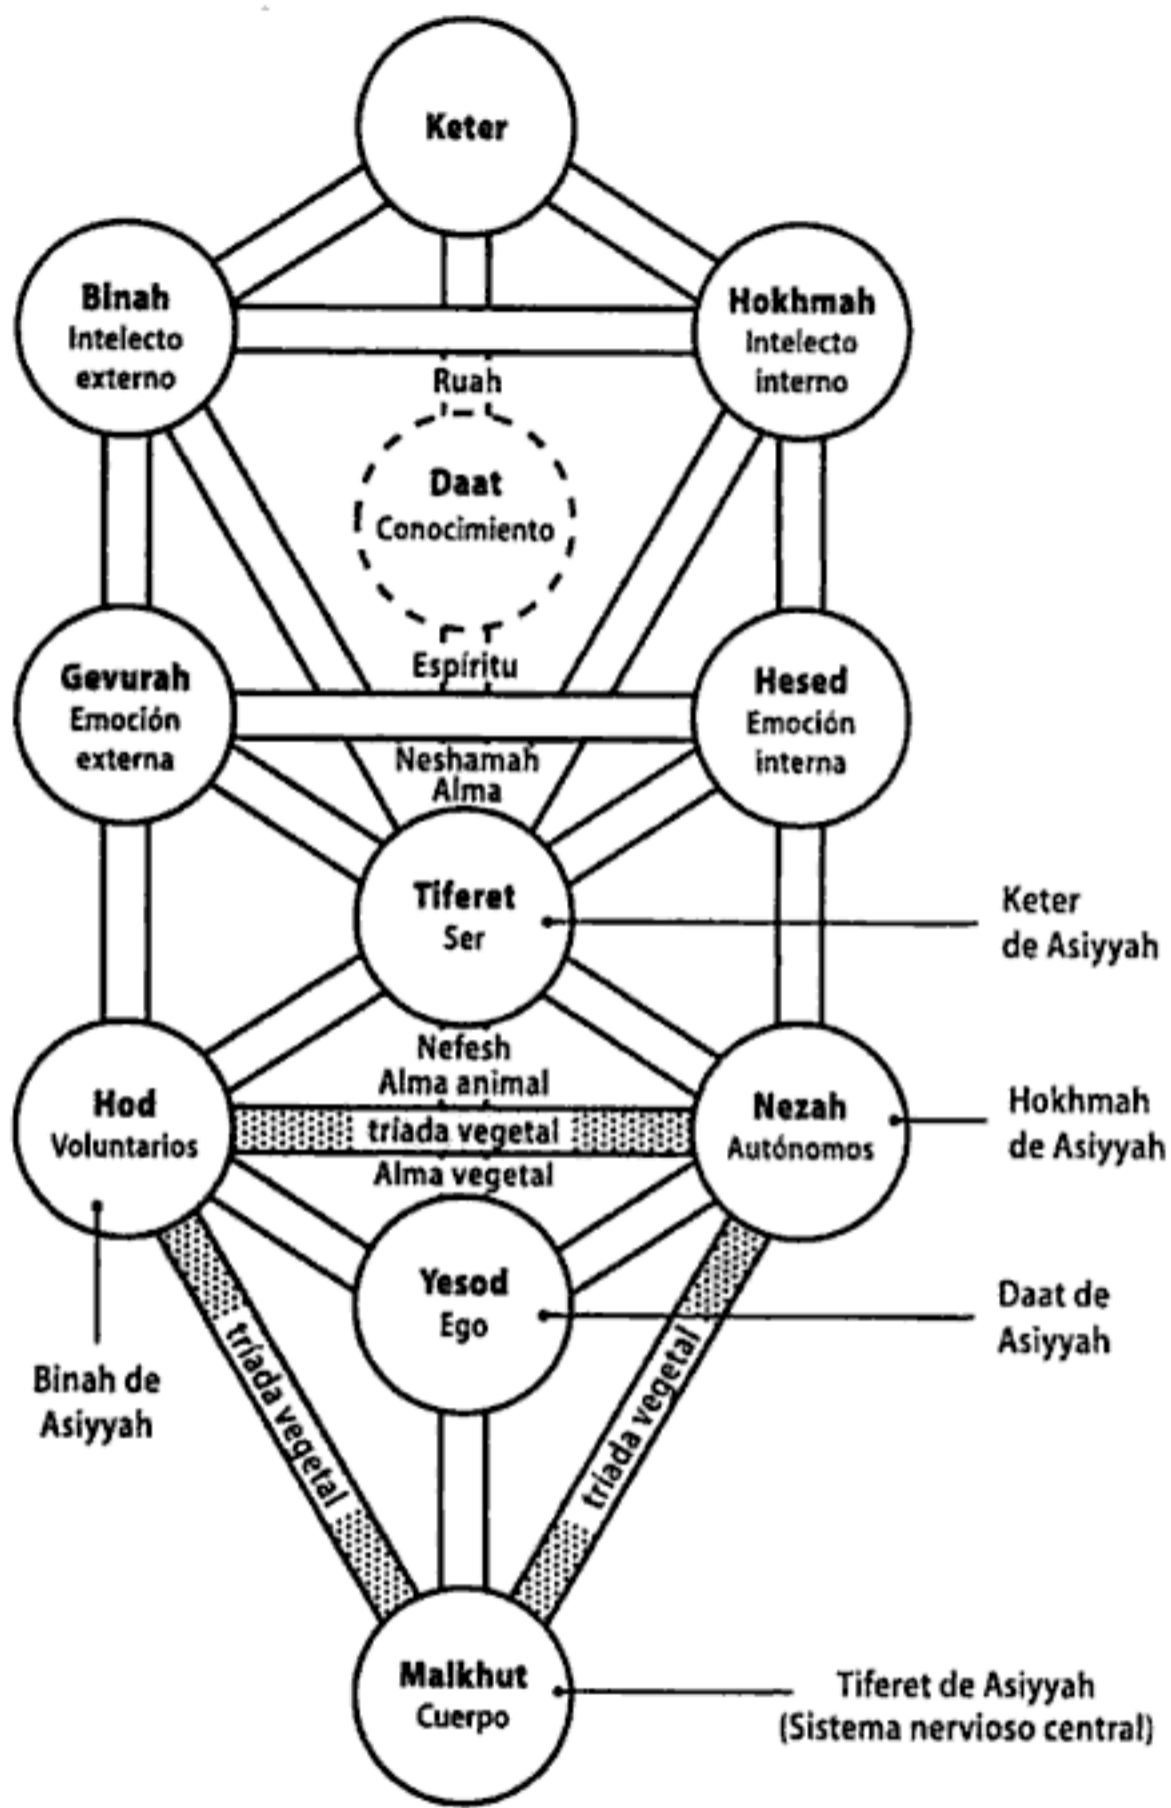 Keter
Binah
Intelecto
externo
Hokhmah
Intelecto
interno
Ruah
Daat
Conocimiento
Espíritu
Gevurah
Emoción
externa
Hesed
Emoción
interna
Neshamah
Alma
Tiferet
Ser
Keter
de Asiyyah
Nefesh
Alma animal
Hod
Voluntarios
tríada vegetal
Nezah
Autónomos
Hokhmah
de Asiyyah
Alma vegetal
Yesod
Ego
Daat de
Asiyyah
Binah de
Asiyyah
tríada vegetal
tríada vegetal
Malkhut
Cuerpo
Tiferet de Asiyyah
(Sistema nervioso central)